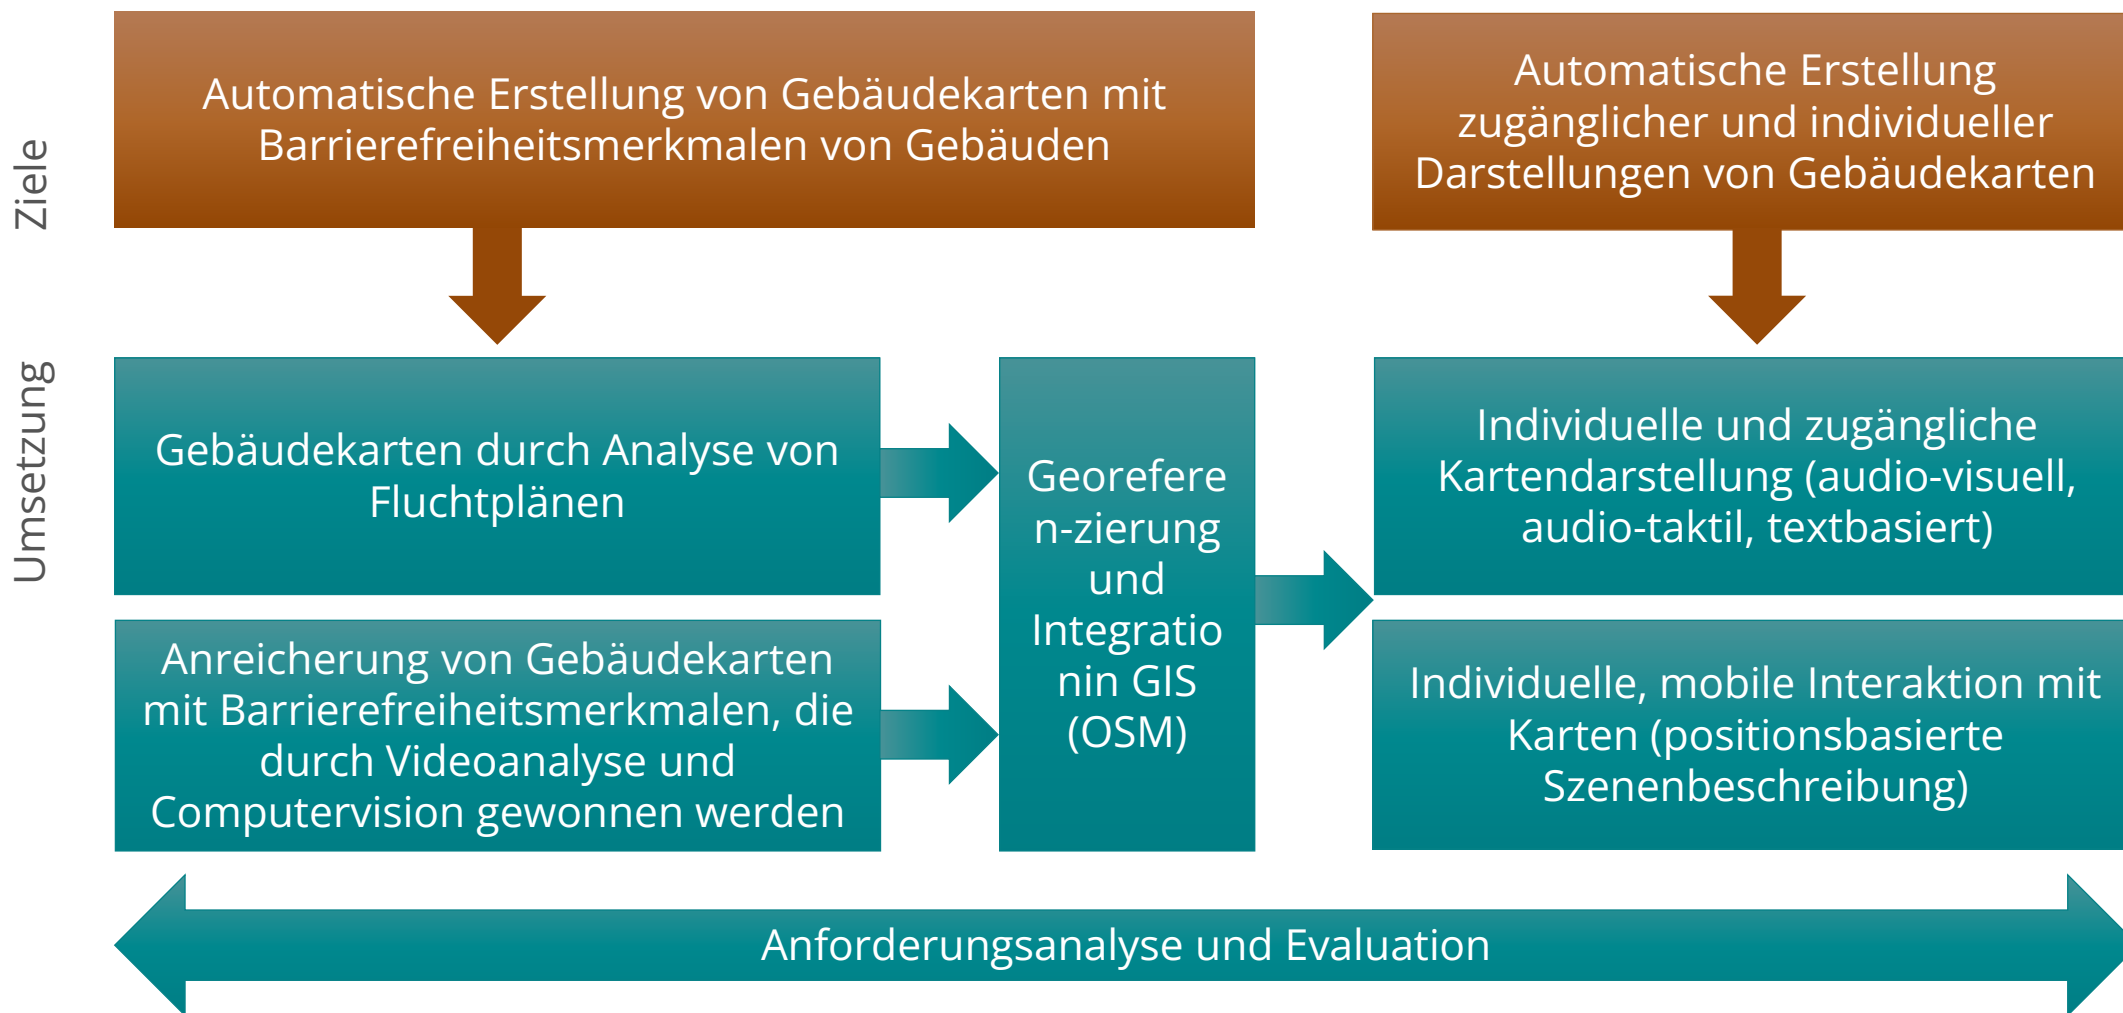 Ziele
Automatische Erstellung von Gebäudekarten mit
Barrierefreiheitsmerkmalen von Gebäuden
Automatische Erstellung
zugänglicher und individueller
Darstellungen von Gebäudekarten
Umsetzung
Gebäudekarten durch Analyse von
Fluchtplänen
Anreicherung von Gebäudekarten
mit Barrierefreiheitsmerkmalen, die
durch Videoanalyse und
Computervision gewonnen werden
Georefere
n-zierung
und
Integratio
nin GIS
(OSM)
Individuelle und zugängliche
Kartendarstellung (audio-visuell,
audio-taktil, textbasiert)
Individuelle, mobile Interaktion mit
Karten (positionsbasierte
Szenenbeschreibung)
Anforderungsanalyse und Evaluation